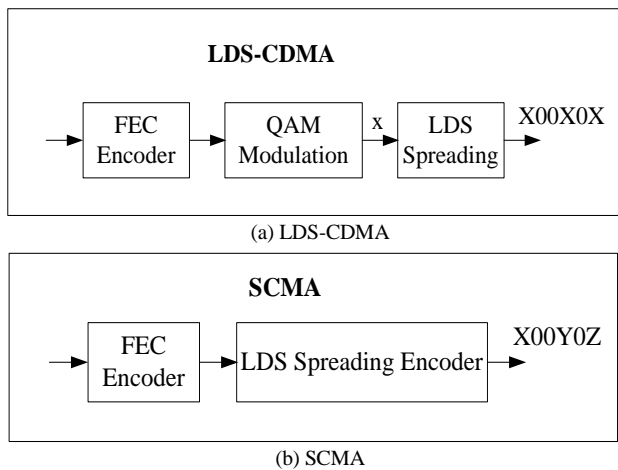 LDS-CDMA
FEC
Encoder
QAM
Modulation
x
LDS
Spreading
X00X0X
(a) LDS-CDMA
SCMA
FEC
Encoder
LDS Spreading Encoder
X00Y0Z
(b) SCMA